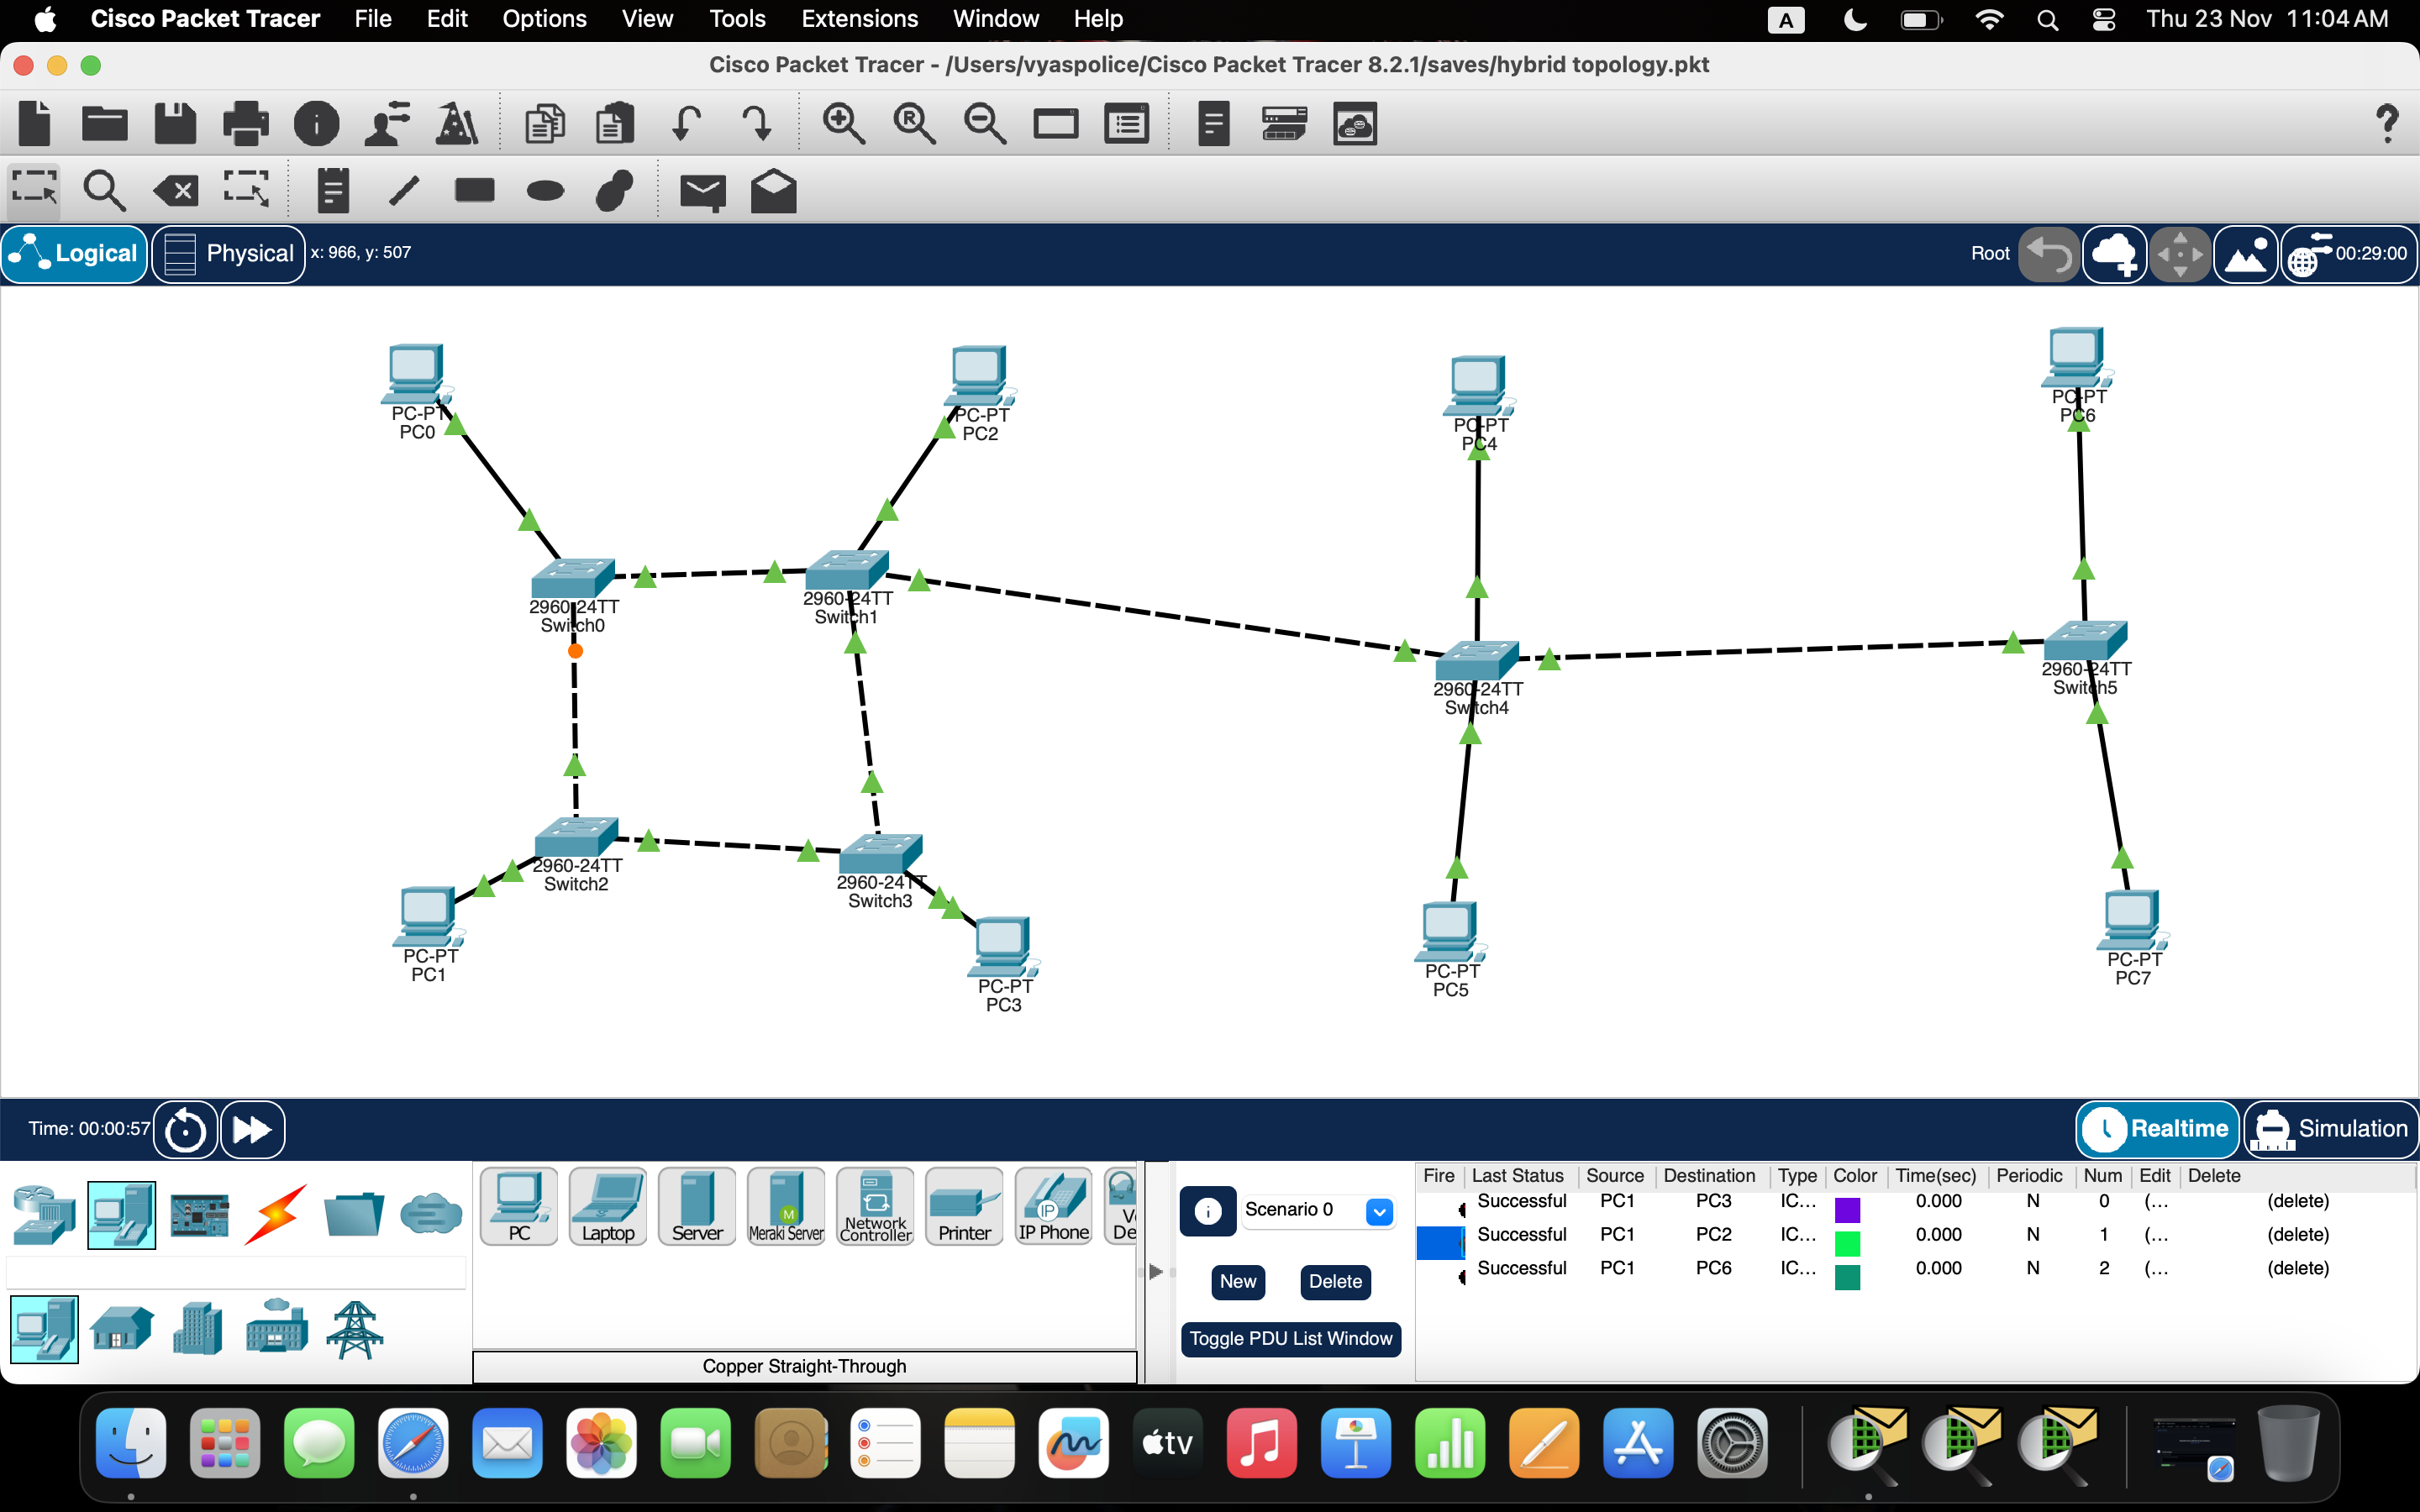 Cisco Packet Tracer File Edit Options View Tools Extensions Window Help A Thu 23 Nov 11:04 AM
Cisco Packet Tracer - /Users/vyaspolice/Cisco Packet Tracer 8.2.1/saves/hybrid topology.pkt
Logical Physical x: 966, y: 507 Root 00:29:00
PC-PT
PC0
PC-PT
PC2
PC-PT
PC4
PC-PT
PC6
2960-24TT
Switch0
2960-24TT
Switch1
2960-24TT
Switch4
2960-24TT
Switch5
2960-24TT
Switch2
2960-24TT
Switch3
PC-PT
PC1
PC-PT
PC3
PC-PT
PC5
PC-PT
PC7
Time: 00:00:57 Realtime Simulation
PC Laptop Server Meraki Server Network Controller Printer IP Phone
Copper Straight-Through
Scenario 0
New Delete
Toggle PDU List Window
Fire Last Status Source Destination Type Color Time(sec) Periodic Num Edit Delete
Successful PC1 PC3 IC... 0.000 N 0 (... (delete)
Successful PC1 PC2 IC... 0.000 N 1 (... (delete)
Successful PC1 PC6 IC... 0.000 N 2 (... (delete)
tv